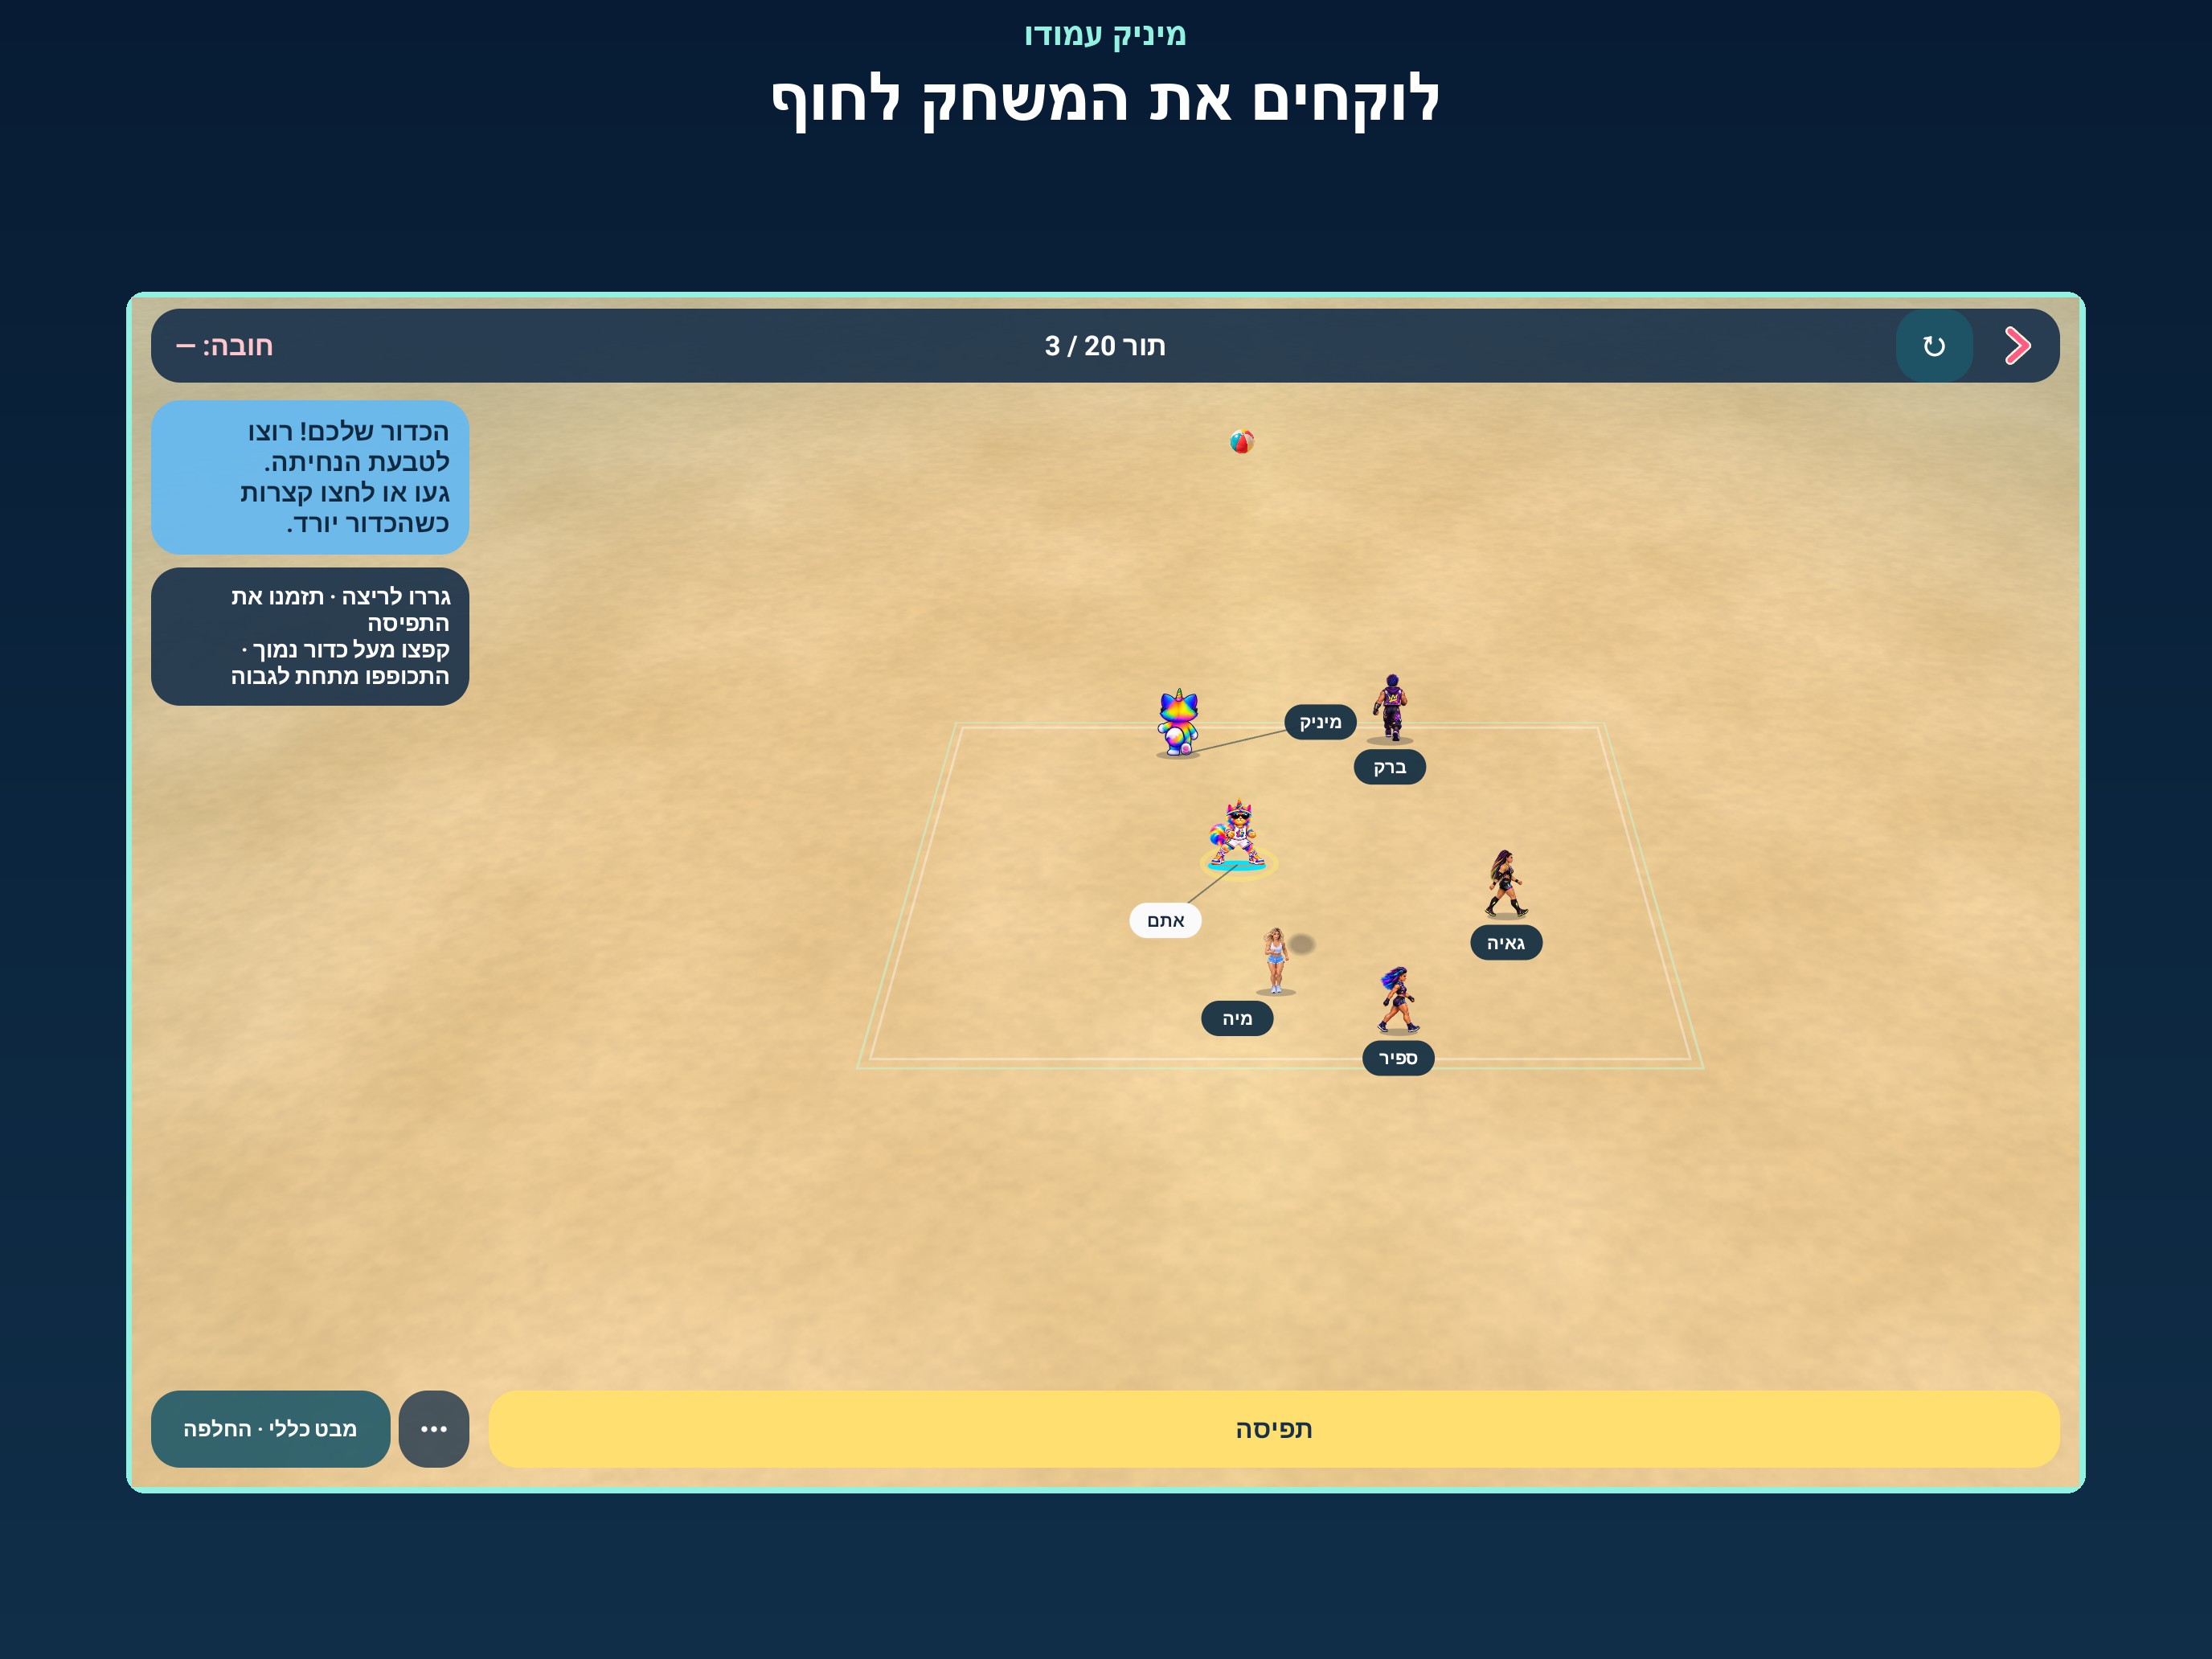 מיניק עמודו
לוקחים את המשחק לחוף
תור 3 / 20
חובה: –
הכדור שלכם! רוצו
לטבעת הנחיתה.
געו או לחצו קצרות
כשהכדור יורד.
גררו לריצה · תזמנו את
התפיסה
קפצו מעל כדור נמוך ·
התכופפו מתחת לגבוה
מיניק
ברק
אתם
גאיה
מיה
ספיר
תפיסה
מבט כללי · החלפה